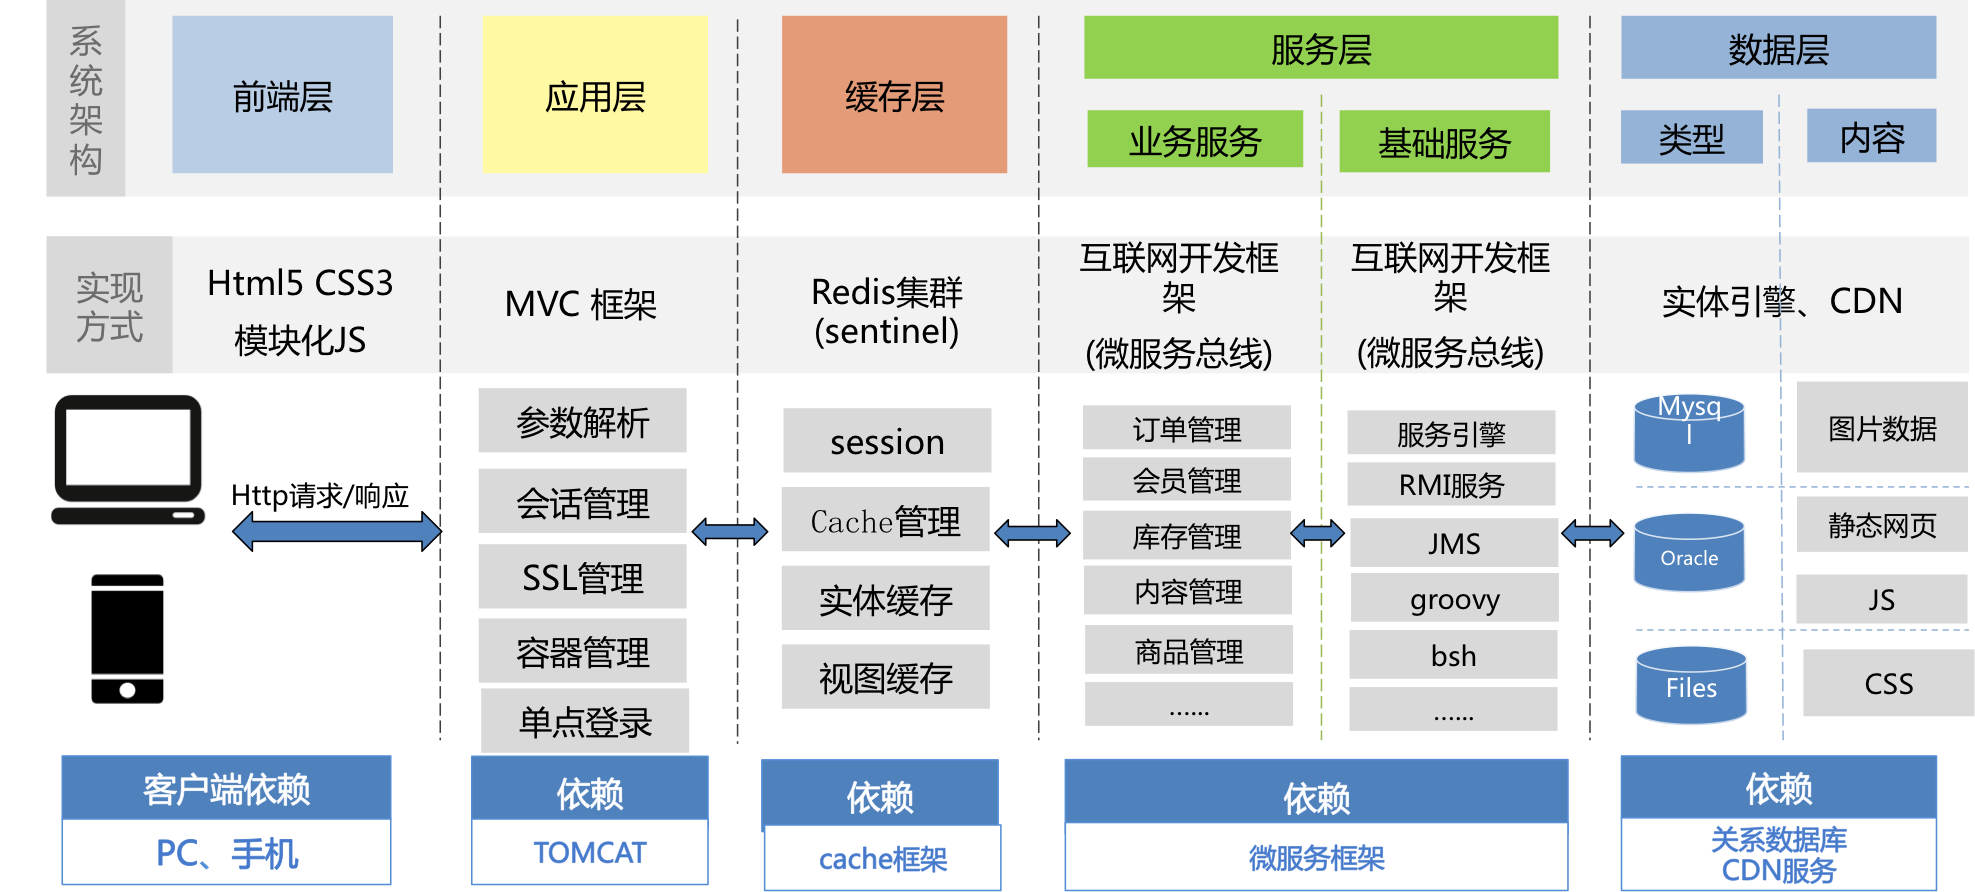 系
统
架
构
前端层
应用层
缓存层
服务层
业务服务
基础服务
数据层
类型
内容
实现
方式
Html5 CSS3
模块化JS
MVC 框架
Redis集群
(sentinel)
互联网开发框
架
(微服务总线)
互联网开发框
架
(微服务总线)
实体引擎、CDN
Http请求/响应
参数解析
会话管理
SSL管理
容器管理
单点登录
session
Cache管理
实体缓存
视图缓存
订单管理
会员管理
库存管理
内容管理
商品管理
......
服务引擎
RMI服务
JMS
groovy
bsh
......
Mysq
l
Oracle
Files
图片数据
静态网页
JS
CSS
客户端依赖
PC、手机
依赖
TOMCAT
依赖
cache框架
依赖
微服务框架
依赖
关系数据库
CDN服务